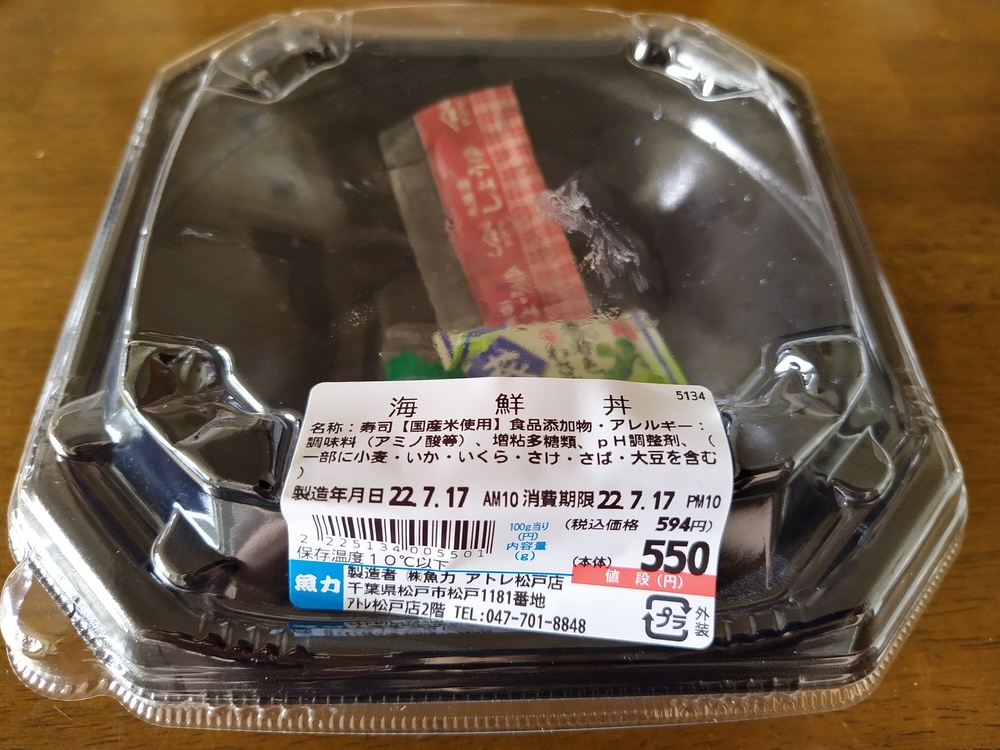 海鮮丼
5134
名称：寿司【国産米使用】食品添加物・アレルギー：
調味料（アミノ酸等）、増粘多糖類、ｐＨ調整剤、（
一部に小麦・いか・いくら・さけ・さば・大豆を含む
）
製造年月日 22.7.17 AM10 消費期限 22.7.17 PM10
100g当り
(円)
内容量
(g)
(税込価格 594円)
2 225134 005501
保存温度１０℃以下
(本体) 550
値段(円)
魚力
製造者 ㈱魚力 アトレ松戸店
千葉県松戸市松戸1181番地
ｱﾄﾚ松戸店2階 TEL:047-701-8848
プラ
外装